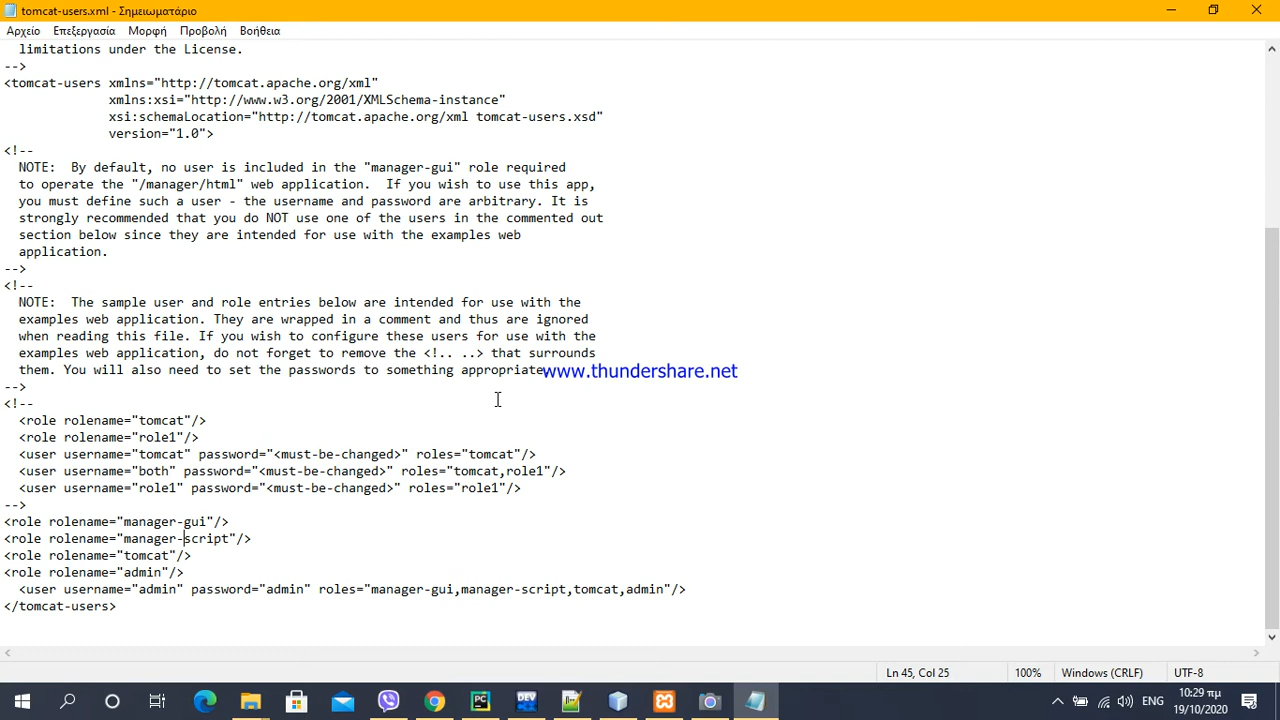 tomcat-users.xml - Σημειωματάριο
Αρχείο Επεξεργασία Μορφή Προβολή Βοήθεια
limitations under the License.
-->
<tomcat-users xmlns="http://tomcat.apache.org/xml"
xmlns:xsi="http://www.w3.org/2001/XMLSchema-instance"
xsi:schemaLocation="http://tomcat.apache.org/xml tomcat-users.xsd"
version="1.0">
<!--
NOTE:  By default, no user is included in the "manager-gui" role required
to operate the "/manager/html" web application.  If you wish to use this app,
you must define such a user - the username and password are arbitrary. It is
strongly recommended that you do NOT use one of the users in the commented out
section below since they are intended for use with the examples web
application.
-->
<!--
NOTE:  The sample user and role entries below are intended for use with the
examples web application. They are wrapped in a comment and thus are ignored
when reading this file. If you wish to configure these users for use with the
examples web application, do not forget to remove the <!.. ..> that surrounds
them. You will also need to set the passwords to something appropriate
www.thundershare.net
-->
<!--
<role rolename="tomcat"/>
<role rolename="role1"/>
<user username="tomcat" password="<must-be-changed>" roles="tomcat"/>
<user username="both" password="<must-be-changed>" roles="tomcat,role1"/>
<user username="role1" password="<must-be-changed>" roles="role1"/>
-->
<role rolename="manager-gui"/>
<role rolename="manager-script"/>
<role rolename="tomcat"/>
<role rolename="admin"/>
<user username="admin" password="admin" roles="manager-gui,manager-script,tomcat,admin"/>
</tomcat-users>
Ln 45, Col 25 100% Windows (CRLF) UTF-8
PC DEV
ENG 10:29 πμ
19/10/2020